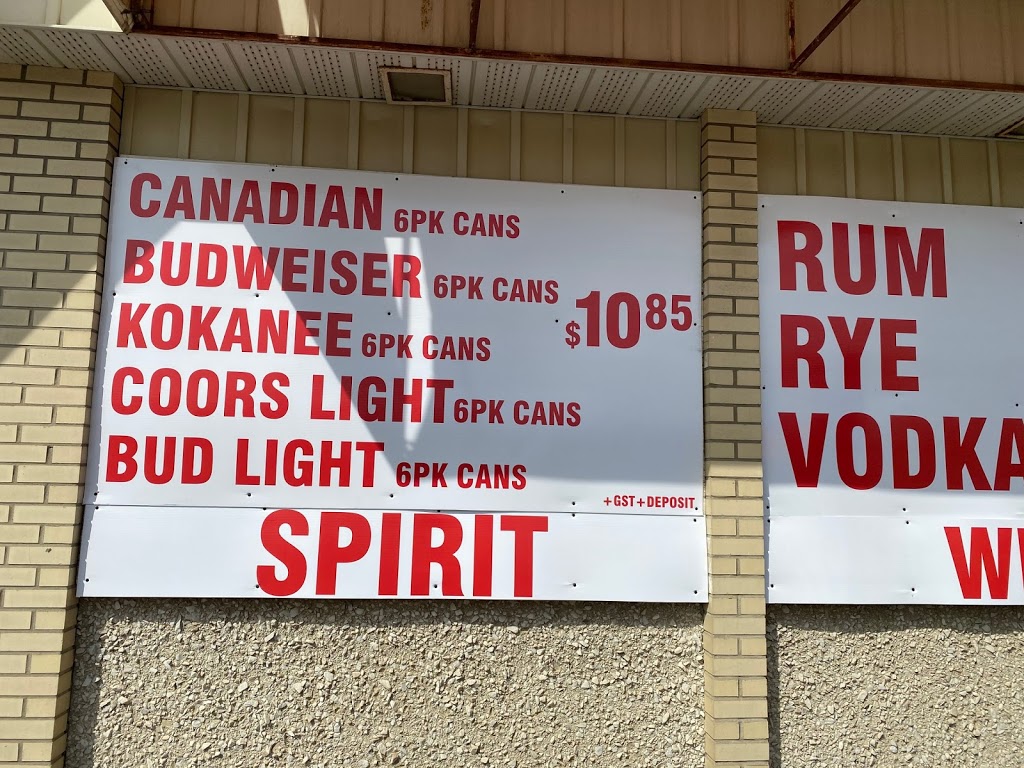 CANADIAN 6PK CANS
BUDWEISER 6PK CANS
KOKANEE 6PK CANS
$10.85
COORS LIGHT 6PK CANS
BUD LIGHT 6PK CANS
+GST+DEPOSIT
SPIRIT
RUM
RYE
VODKA